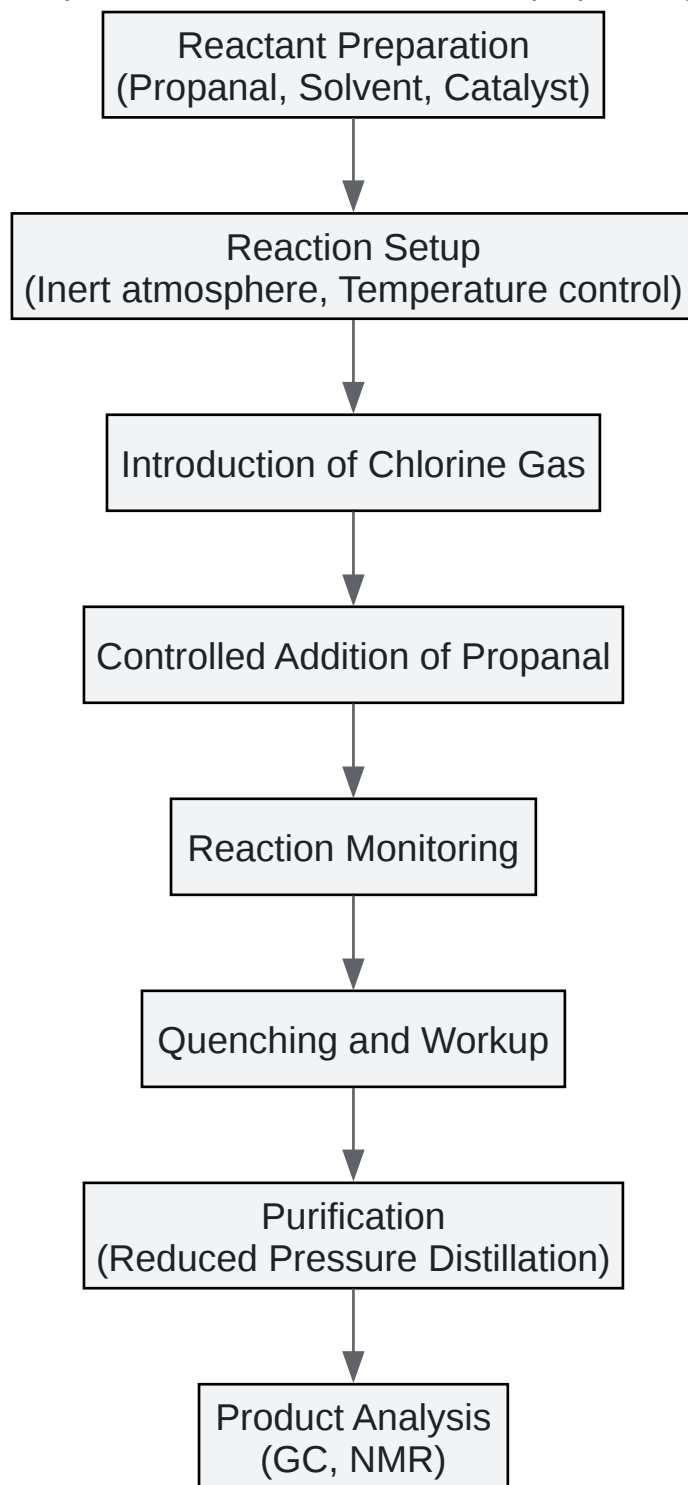 Reactant Preparation
(Propanal, Solvent, Catalyst)
Reaction Setup
(Inert atmosphere, Temperature control)
Introduction of Chlorine Gas
Controlled Addition of Propanal
Reaction Monitoring
Quenching and Workup
Purification
(Reduced Pressure Distillation)
Product Analysis
(GC, NMR)